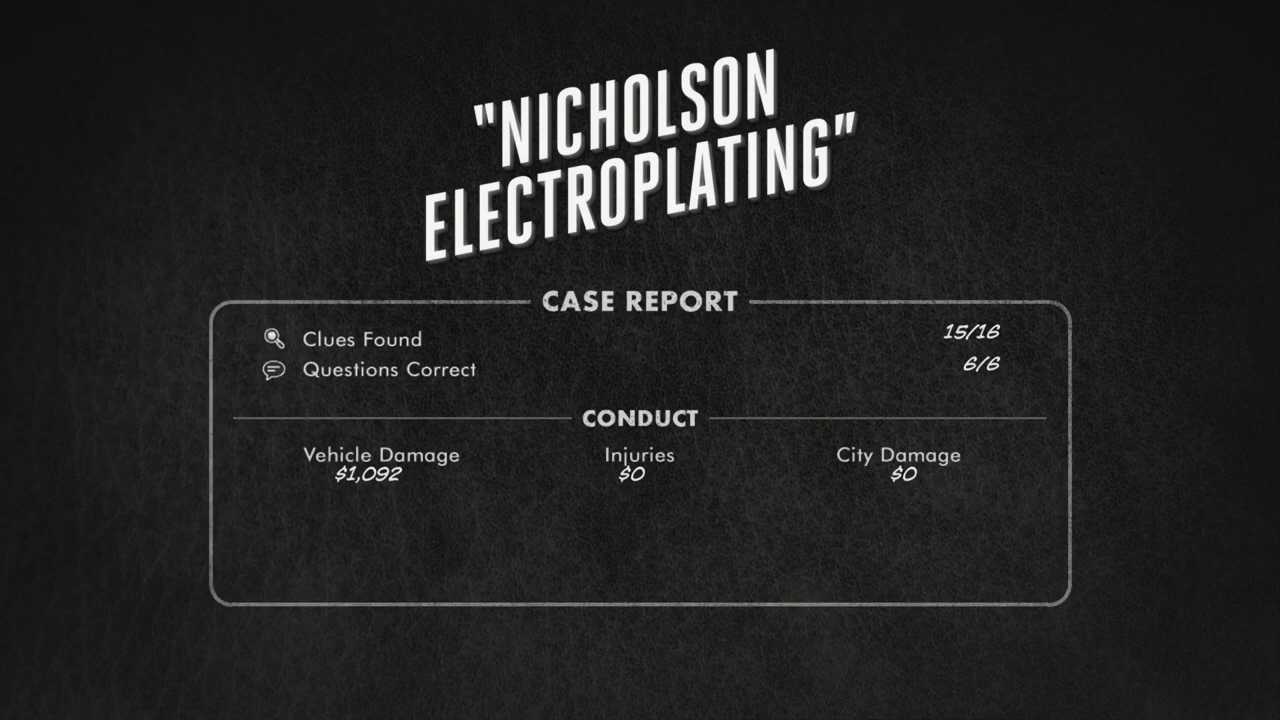 "NICHOLSON
ELECTROPLATING"
CASE REPORT
Clues Found 15/16
Questions Correct 6/6
CONDUCT
Vehicle Damage Injuries City Damage
$1,092 $0 $0